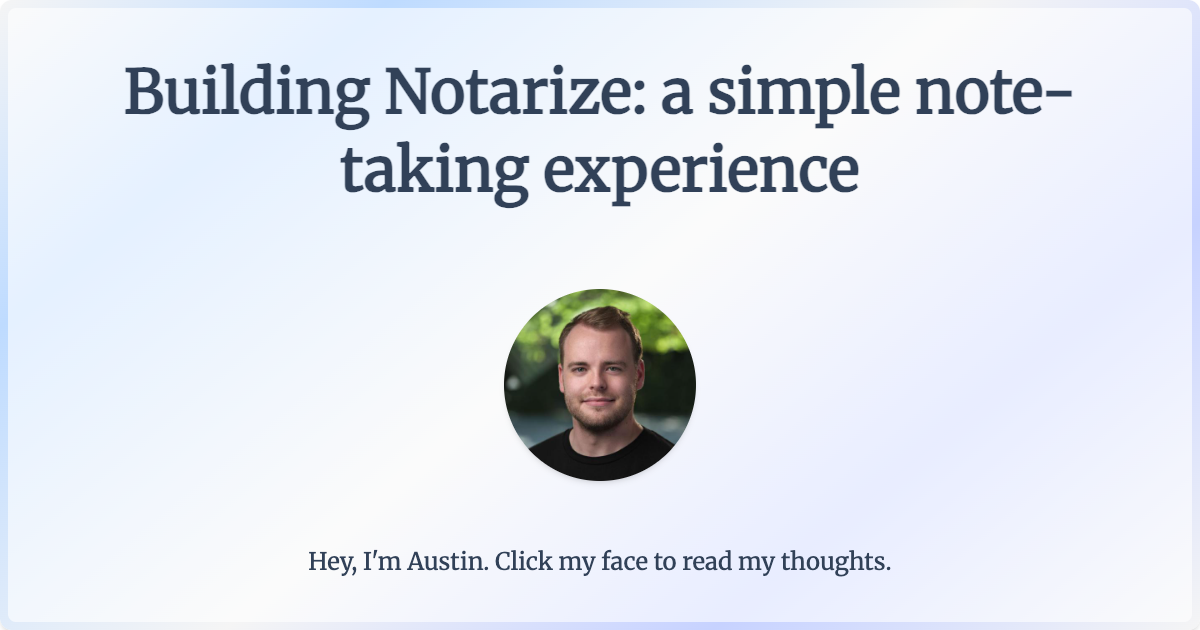 Building Notarize: a simple note-
taking experience
Hey, I'm Austin. Click my face to read my thoughts.